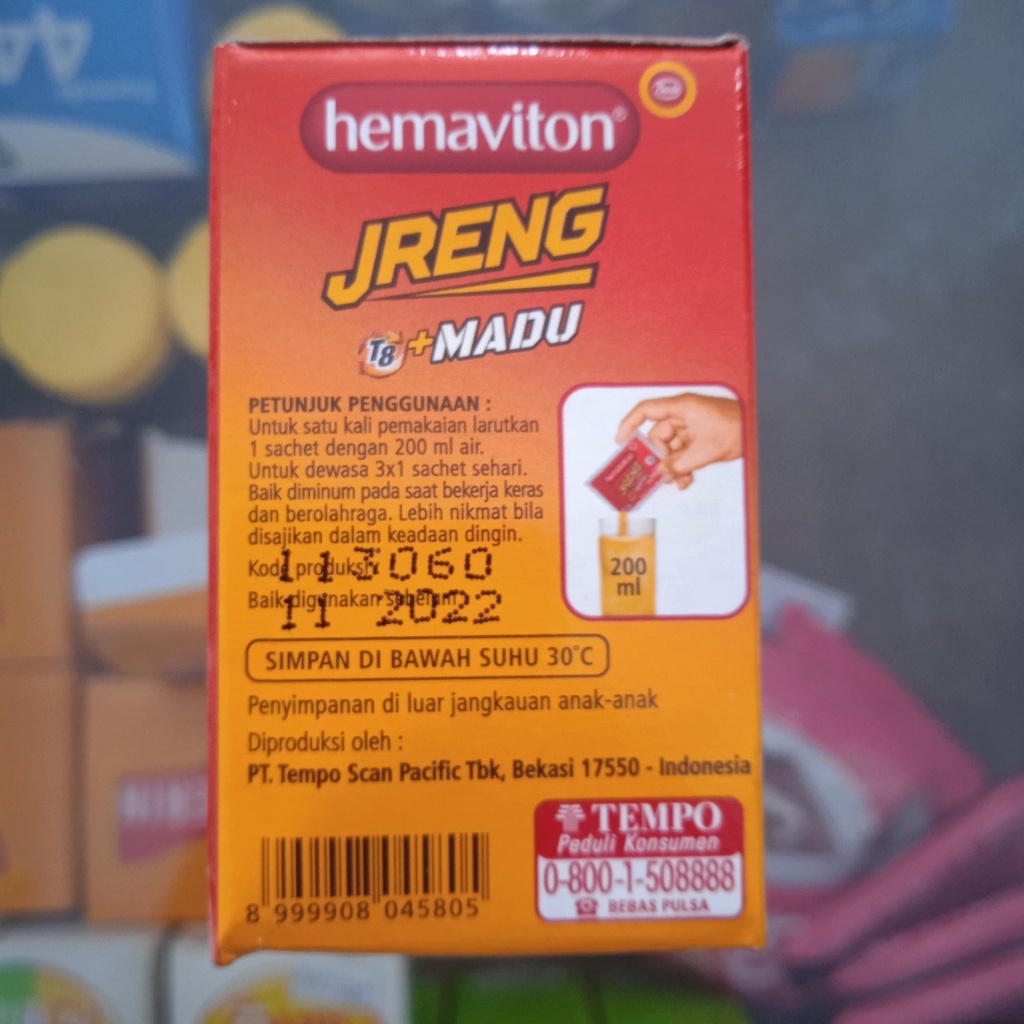 hemaviton®
JRENG
T8 +MADU
PETUNJUK PENGGUNAAN :
Untuk satu kali pemakaian larutkan
1 sachet dengan 200 ml air.
Untuk dewasa 3x1 sachet sehari.
Baik diminum pada saat bekerja keras
dan berolahraga. Lebih nikmat bila
disajikan dalam keadaan dingin.
Kode produksi: 113060
Baik digunakan sebelum: 11 2022
200
ml
SIMPAN DI BAWAH SUHU 30°C
Penyimpanan di luar jangkauan anak-anak
Diproduksi oleh :
PT. Tempo Scan Pacific Tbk, Bekasi 17550 - Indonesia
8 999908 045805
TEMPO
Peduli Konsumen
0-800-1-508888
BEBAS PULSA